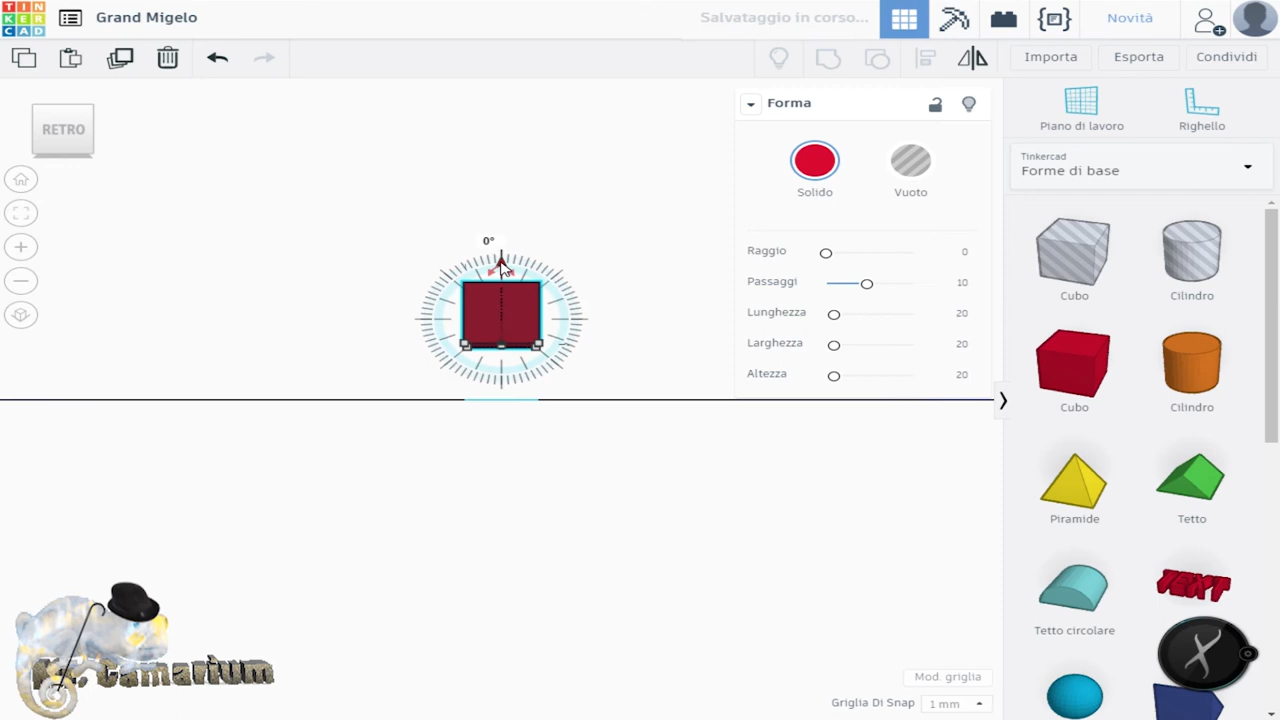 TIN
KER
CAD
Grand Migelo
Salvataggio in corso...
Novità
Importa
Esporta
Condividi
RETRO
0°
Forma
Solido
Vuoto
Raggio 0
Passaggi 10
Lunghezza 20
Larghezza 20
Altezza 20
Piano di lavoro
Righello
Tinkercad
Forme di base
Cubo
Cilindro
Cubo
Cilindro
Piramide
Tetto
Tetto circolare
TEXT
Camarium
Mod. griglia
Griglia Di Snap 1 mm